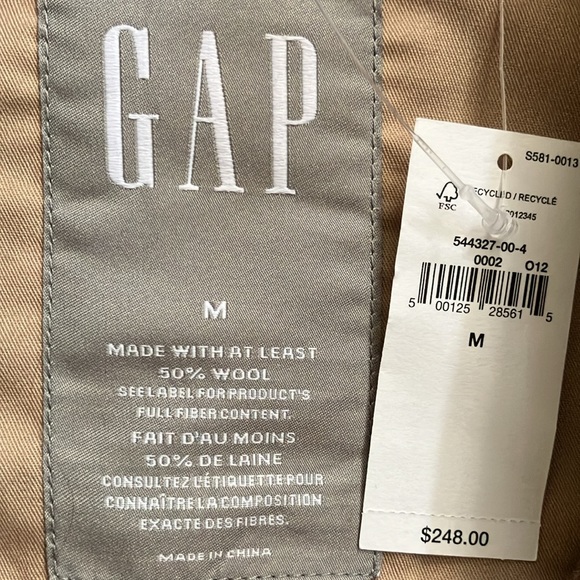 GAP
M
MADE WITH AT LEAST
50% WOOL
SEE LABEL FOR PRODUCT'S
FULL FIBER CONTENT.
FAIT D'AU MOINS
50% DE LAINE
CONSULTEZ L'ÉTIQUETTE POUR
CONNAÎTRE LA COMPOSITION
EXACTE DES FIBRES.
MADE IN CHINA
S581-0013
FSC
RECYCLÉ
544327-00-4
0002 O12
5 00125 28561 5
M
$248.00